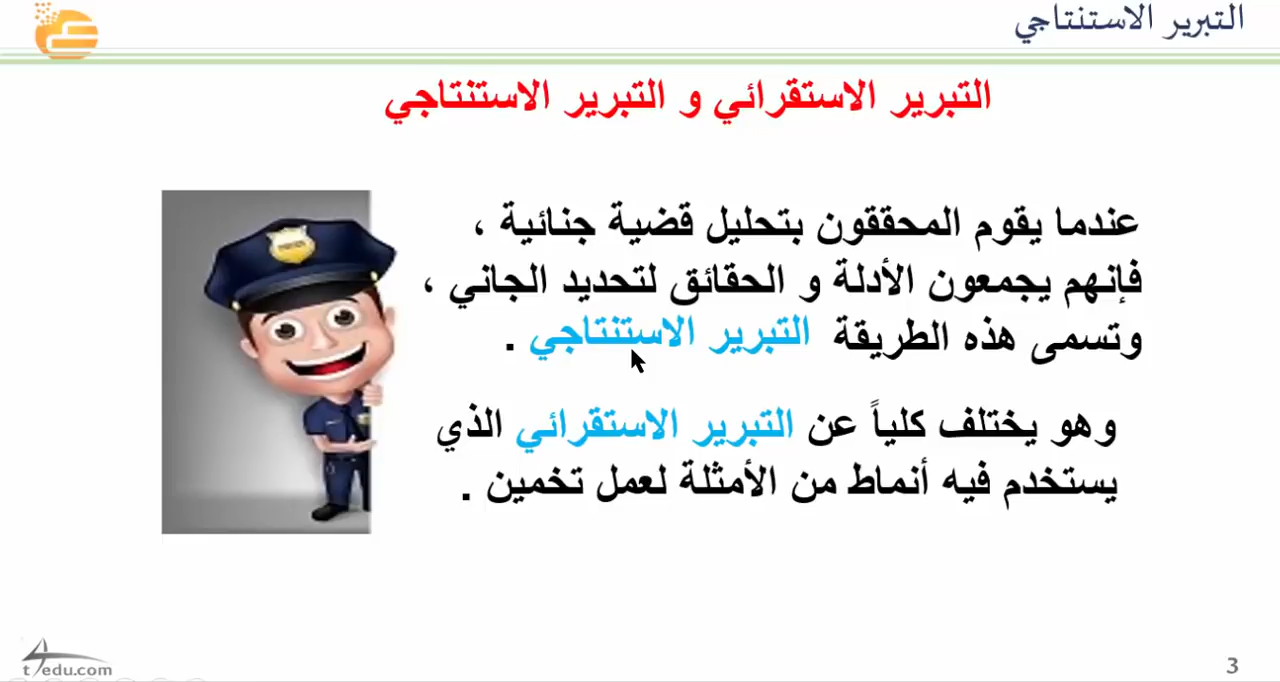 التبرير الاستنتاجي
التبرير الاستقرائي و التبرير الاستنتاجي
عندما يقوم المحققون بتحليل قضية جنائية ،
فإنهم يجمعون الأدلة و الحقائق لتحديد الجاني ،
وتسمى هذه الطريقة التبرير الاستنتاجي .
وهو يختلف كلياً عن التبرير الاستقرائي الذي
يستخدم فيه أنماط من الأمثلة لعمل تخمين .
t4edu.com
3